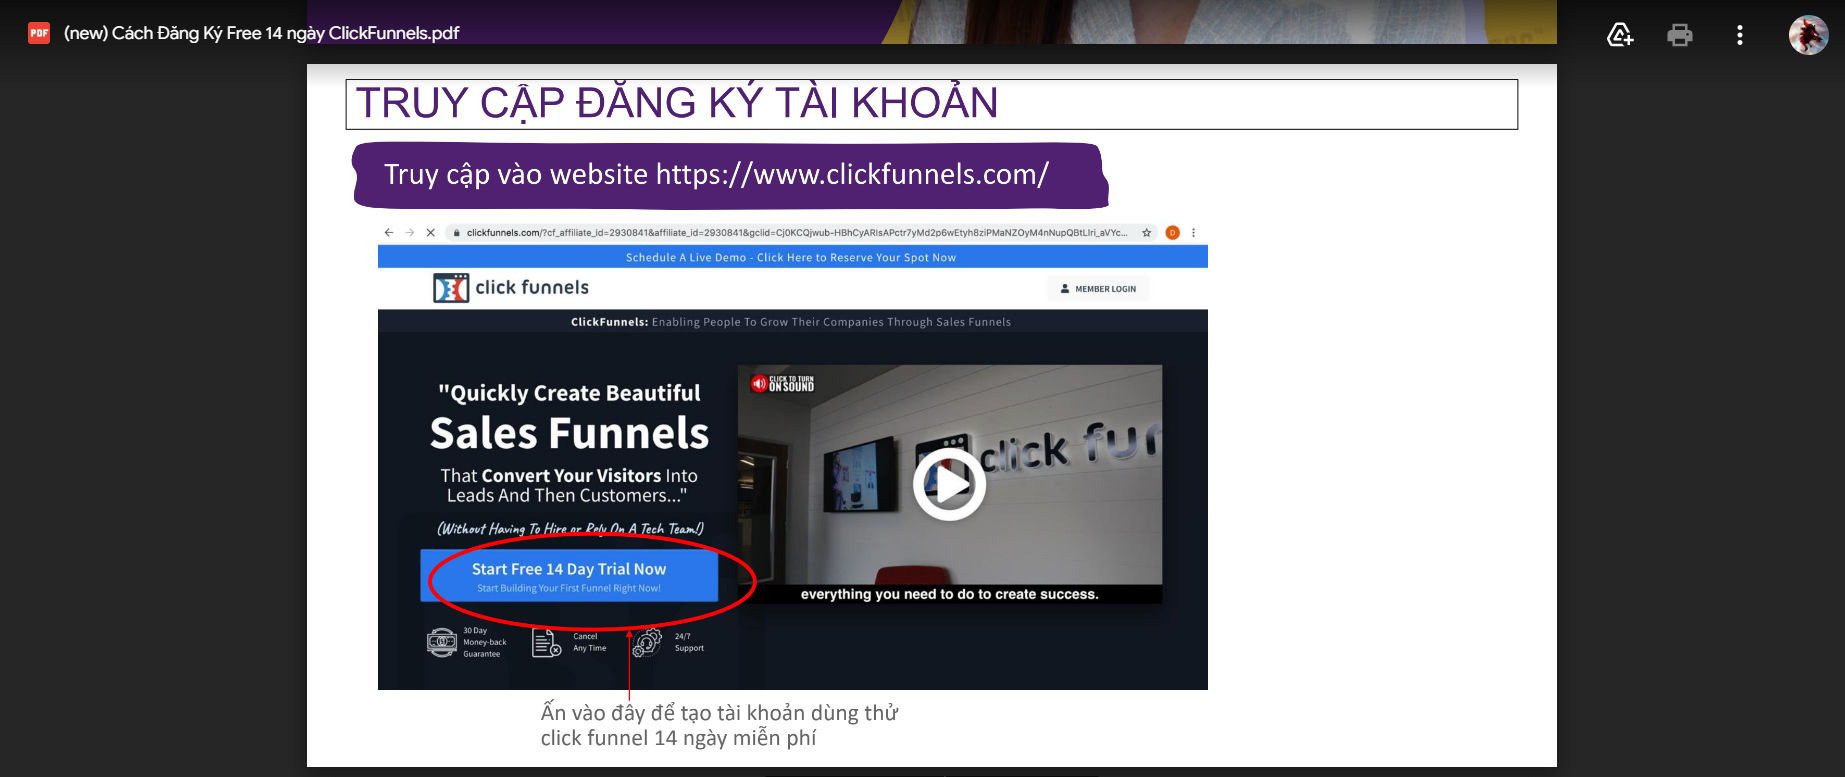 PDF
(new) Cách Đăng Ký Free 14 ngày ClickFunnels.pdf
TRUY CẬP ĐĂNG KÝ TÀI KHOẢN
Truy cập vào website https://www.clickfunnels.com/
clickfunnels.com/?cf_affiliate_id=2930841&affiliate_id=2930841&gclid=Cj0KCQjwub-HBhCyARIsAPctr7yMd2p6wEtyh8ziPMaNZOyM4nNupQBtLIri_aVYc...
D
Schedule A Live Demo - Click Here to Reserve Your Spot Now
click funnels
MEMBER LOGIN
ClickFunnels: Enabling People To Grow Their Companies Through Sales Funnels
"Quickly Create Beautiful
Sales Funnels
That Convert Your Visitors Into
Leads And Then Customers..."
(Without Having To Hire or Rely On A Tech Team!)
Start Free 14 Day Trial Now
Start Building Your First Funnel Right Now!
30 Day
Money-back
Guarantee
Cancel
Any Time
24/7
Support
CLICK TO TURN
ON SOUND
click fun
everything you need to do to create success.
Ấn vào đây để tạo tài khoản dùng thử
click funnel 14 ngày miễn phí